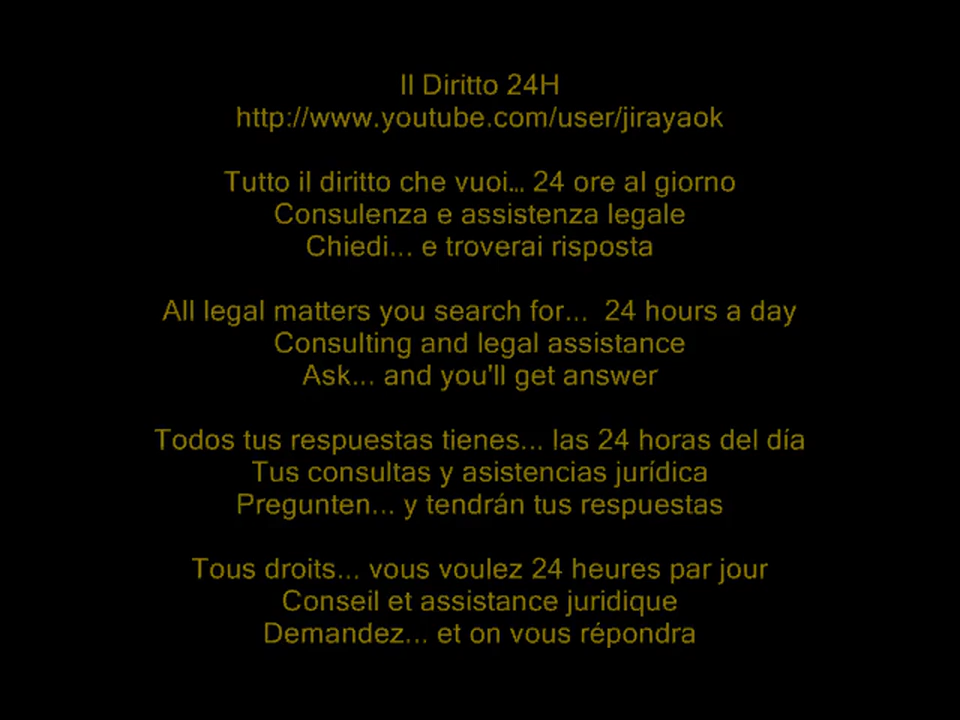 Il Diritto 24H
http://www.youtube.com/user/jirayaok
Tutto il diritto che vuoi... 24 ore al giorno
Consulenza e assistenza legale
Chiedi... e troverai risposta
All legal matters you search for...  24 hours a day
Consulting and legal assistance
Ask... and you'll get answer
Todos tus respuestas tienes... las 24 horas del día
Tus consultas y asistencias jurídica
Pregunten... y tendrán tus respuestas
Tous droits... vous voulez 24 heures par jour
Conseil et assistance juridique
Demandez... et on vous répondra